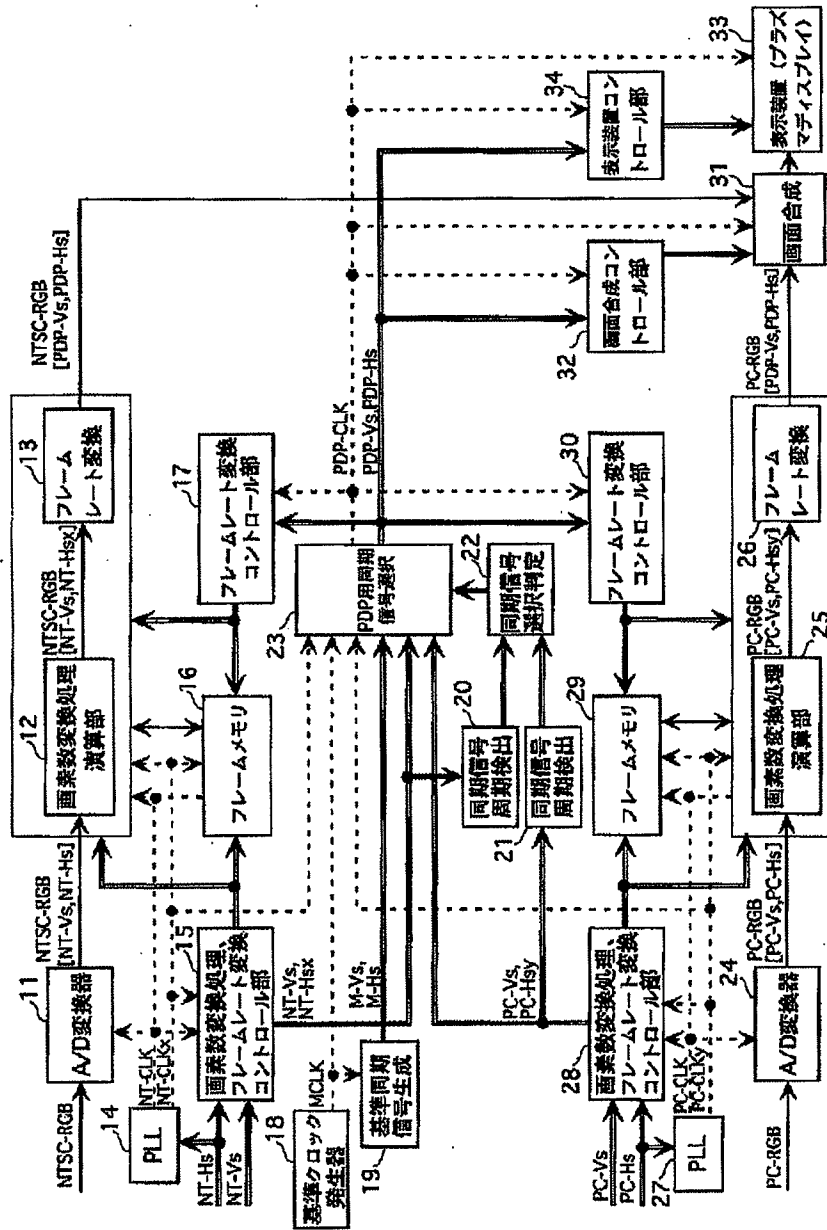 NTSC-RGB
11
A/D変換器
NTSC-RGB
[NT-Vs,NT-Hs]
12
画素数変換処理
演算部
NTSC-RGB
[NT-Vs,NT-Hsx]
13
フレーム
レート変換
NTSC-RGB
[PDP-Vs,PDP-Hs]
14
PLL
NT-CLK
NT-CLKx
NT-Hs
NT-Vs
15
画素数変換処理、
フレームレート変換
コントロール部
16
フレームメモリ
17
フレームレート変換
コントロール部
NT-Vs,
NT-Hsx
18
基準クロック
発生器
MCLK
19
基準同期
信号生成
M-Vs,
M-Hs
20
同期信号
周期検出
21
同期信号
周期検出
22
同期信号
選択判定
23
PDP用同期
信号選択
PDP-CLK
PDP-Vs,PDP-Hs
PC-Vs,
PC-Hsy
PC-Vs
PC-Hs
27
PLL
PC-CLK
PC-CLKy
28
画素数変換処理、
フレームレート変換
コントロール部
29
フレームメモリ
30
フレームレート変換
コントロール部
PC-RGB
24
A/D変換器
PC-RGB
[PC-Vs,PC-Hs]
25
画素数変換処理
演算部
PC-RGB
[PC-Vs,PC-Hsy]
26
フレーム
レート変換
PC-RGB
[PDP-Vs,PDP-Hs]
31
画面合成
32
画面合成コン
トロール部
33
表示装置(プラズ
マディスプレイ)
34
表示装置コン
トロール部